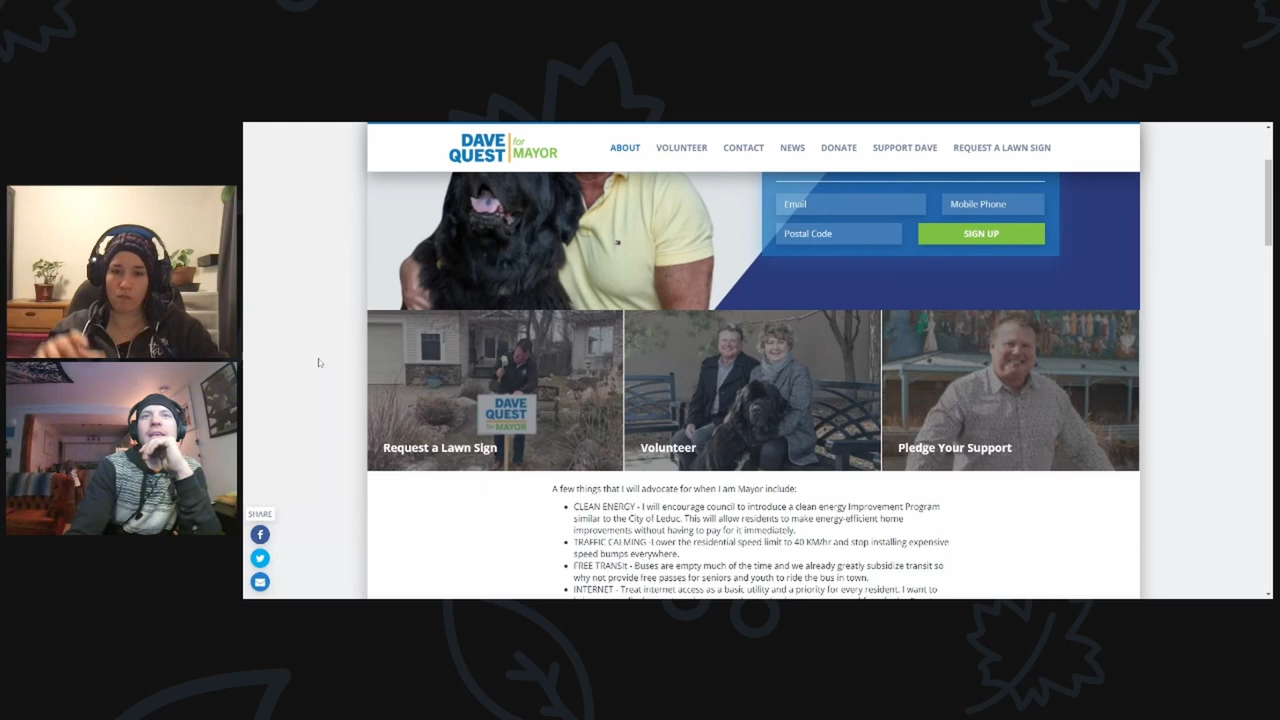 DAVE
QUEST
for
MAYOR
ABOUT
VOLUNTEER
CONTACT
NEWS
DONATE
SUPPORT DAVE
REQUEST A LAWN SIGN
Email
Mobile Phone
Postal Code
SIGN UP
DAVE
QUEST
for MAYOR
Request a Lawn Sign
Volunteer
Pledge Your Support
A few things that I will advocate for when I am Mayor include:
CLEAN ENERGY - I will encourage council to introduce a clean energy Improvement Program
similar to the City of Leduc. This will allow residents to make energy-efficient home
improvements without having to pay for it immediately.
TRAFFIC CALMING -Lower the residential speed limit to 40 KM/hr and stop installing expensive
speed bumps everywhere.
FREE TRANSIt - Buses are empty much of the time and we already greatly subsidize transit so
why not provide free passes for seniors and youth to ride the bus in town.
INTERNET - Treat internet access as a basic utility and a priority for every resident. I want to
SHARE